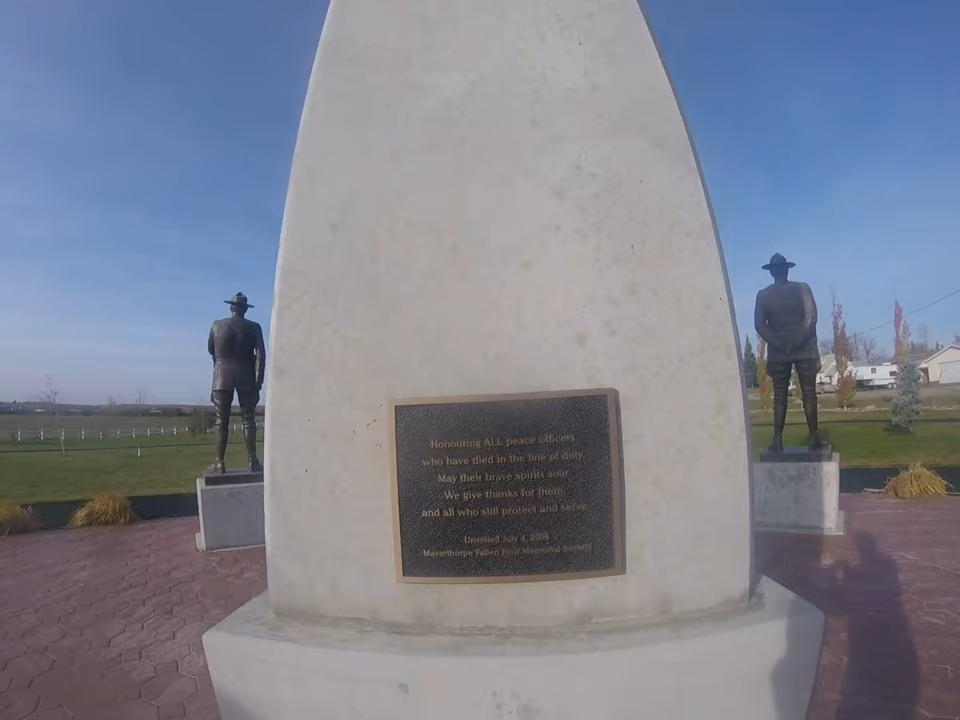 Honouring ALL peace officers
who have died in the line of duty.
May their brave spirits soar.
We give thanks for them
and all who still protect and serve.
Unveiled July 4, 2008
Mayerthorpe Fallen Four Memorial Society